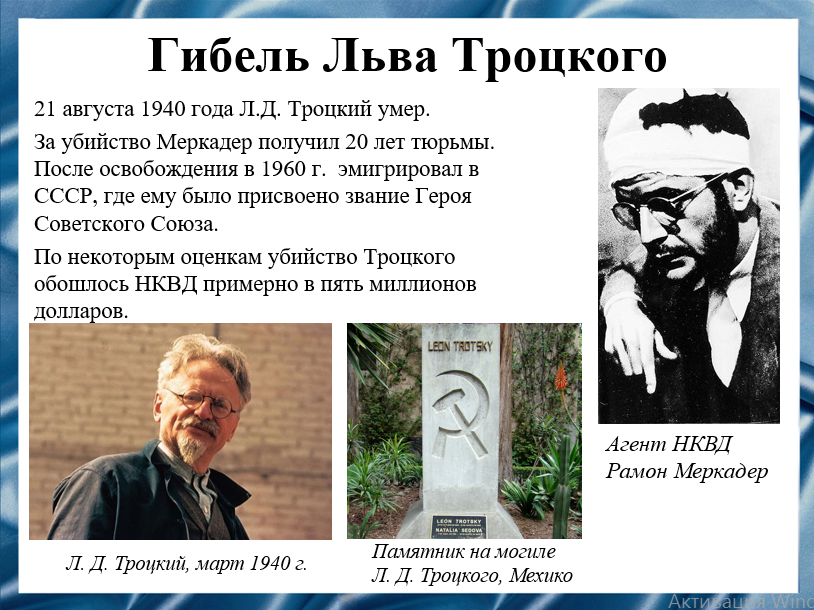 Гибель Льва Троцкого
21 августа 1940 года Л.Д. Троцкий умер.
За убийство Меркадер получил 20 лет тюрьмы.
После освобождения в 1960 г.  эмигрировал в
СССР, где ему было присвоено звание Героя
Советского Союза.
По некоторым оценкам убийство Троцкого
обошлось НКВД примерно в пять миллионов
долларов.
LEON TROTSKY
LEÓN TROTSKY
NATALIA SEDOVA
Агент НКВД
Рамон Меркадер
Л. Д. Троцкий, март 1940 г.
Памятник на могиле
Л. Д. Троцкого, Мехико
Активация Wind